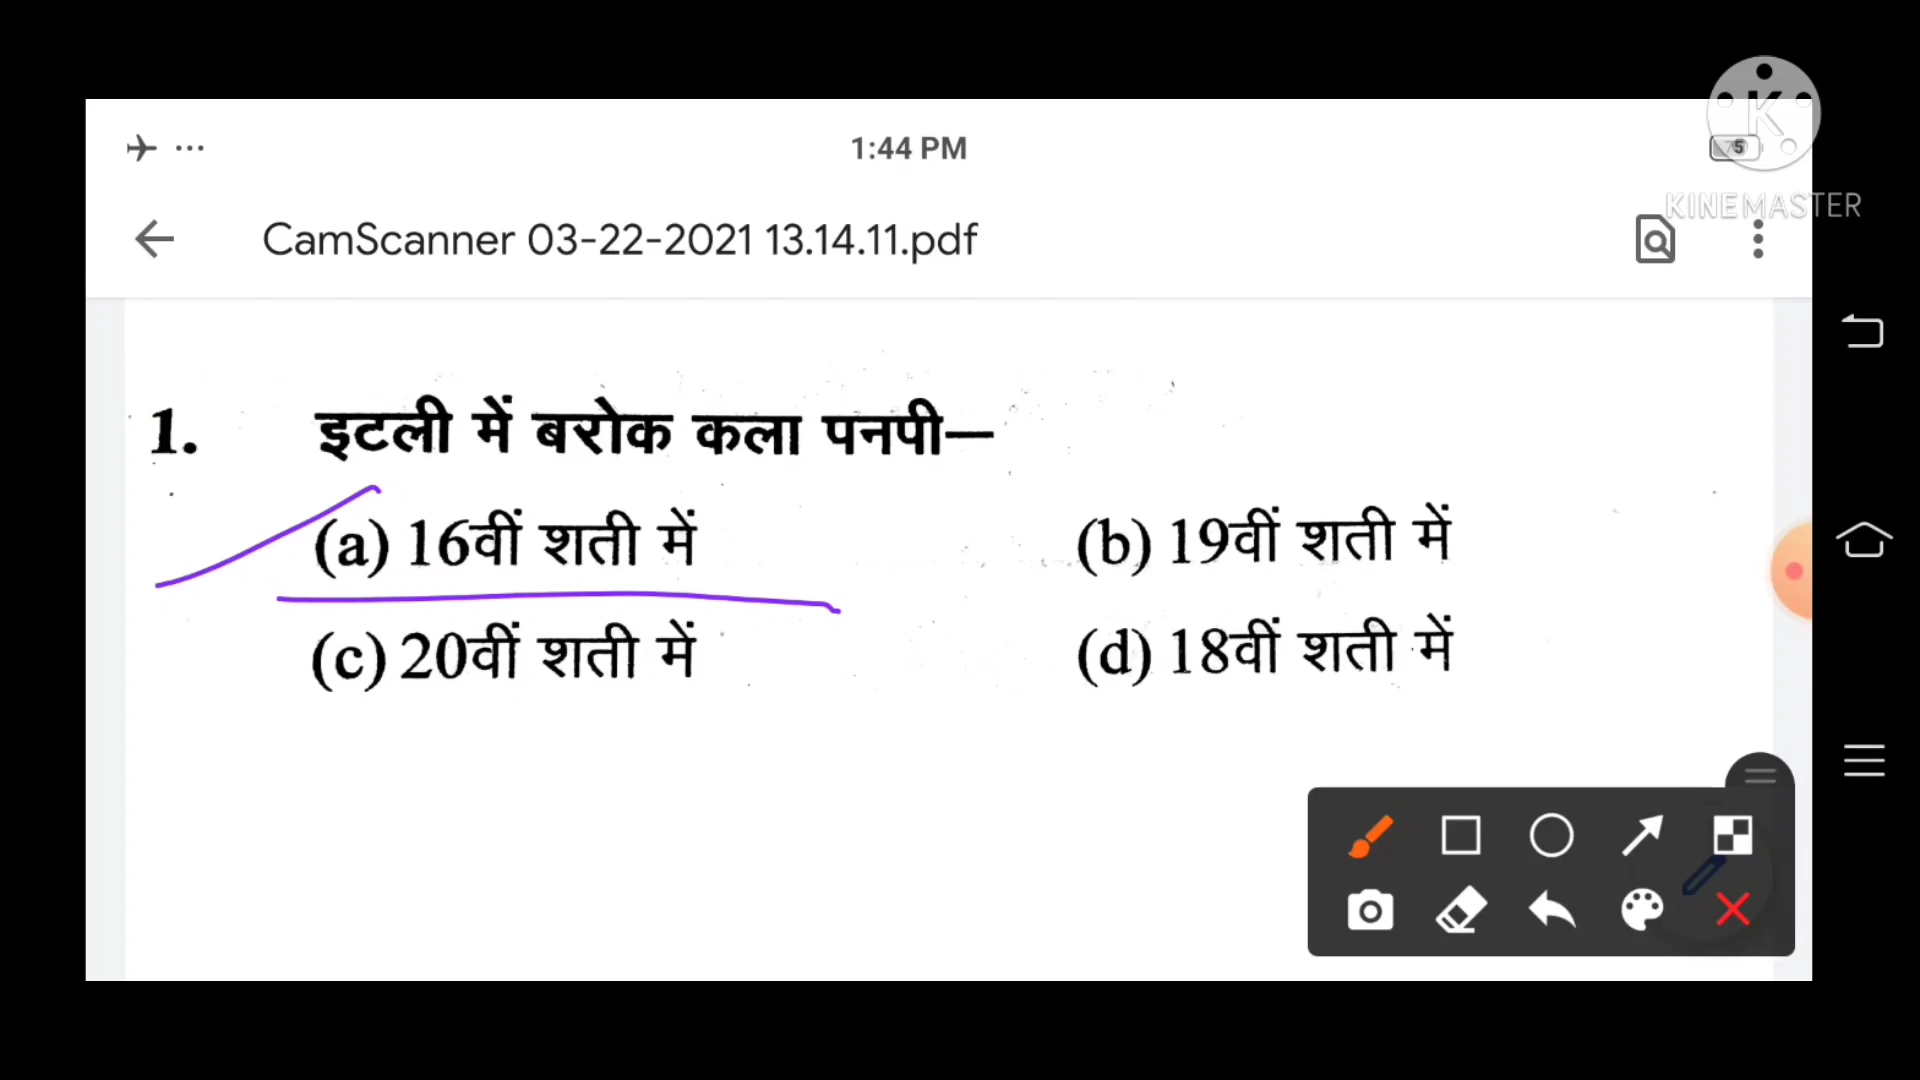 1:44 PM
75
KINEMASTER
CamScanner 03-22-2021 13.14.11.pdf
1. इटली में बरोक कला पनपी—
(a) 16वीं शती में (b) 19वीं शती में
(c) 20वीं शती में (d) 18वीं शती में